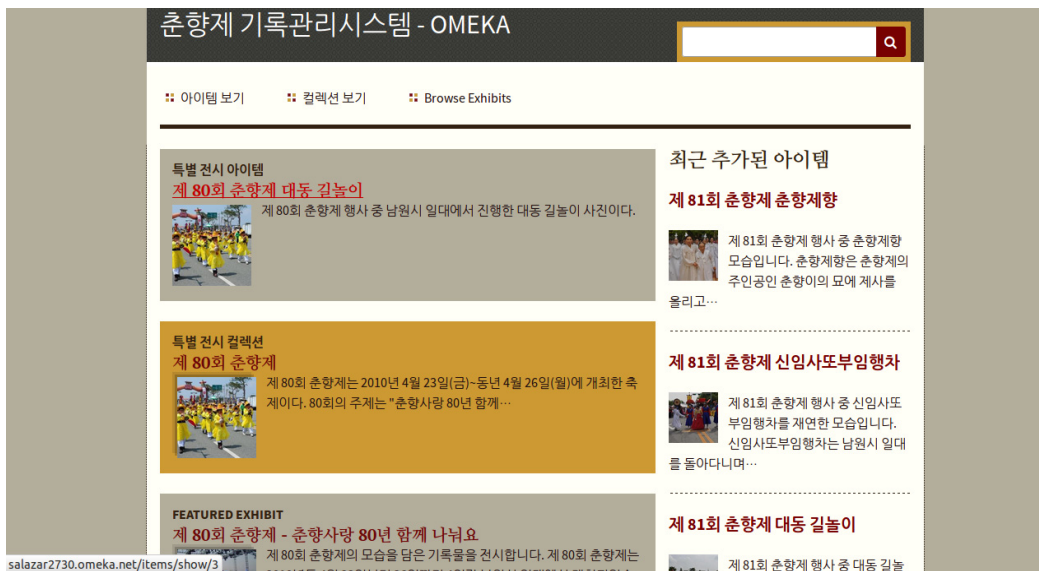 춘향제 기록관리시스템 - OMEKA
아이템 보기
컬렉션 보기
Browse Exhibits
특별 전시 아이템
제 80회 춘향제 대동 길놀이
제 80회 춘향제 행사 중 남원시 일대에서 진행한 대동 길놀이 사진이다.
특별 전시 컬렉션
제 80회 춘향제
제 80회 춘향제는 2010년 4월 23일(금)~동년 4월 26일(월)에 개최한 축
제이다. 80회의 주제는 "춘향사랑 80년 함께…
FEATURED EXHIBIT
제 80회 춘향제 - 춘향사랑 80년 함께 나눠요
제 80회 춘향제의 모습을 담은 기록물을 전시합니다. 제 80회 춘향제는
최근 추가된 아이템
제 81회 춘향제 춘향제향
제 81회 춘향제 행사 중 춘향제향
모습입니다. 춘향제향은 춘향제의
주인공인 춘향이의 묘에 제사를
올리고…
제 81회 춘향제 신임사또부임행차
제 81회 춘향제 행사 중 신임사또
부임행차를 재연한 모습입니다.
신임사또부임행차는 남원시 일대
를 돌아다니며…
제 81회 춘향제 대동 길놀이
제 81회 춘향제 행사 중 대동 길놀
salazar2730.omeka.net/items/show/3